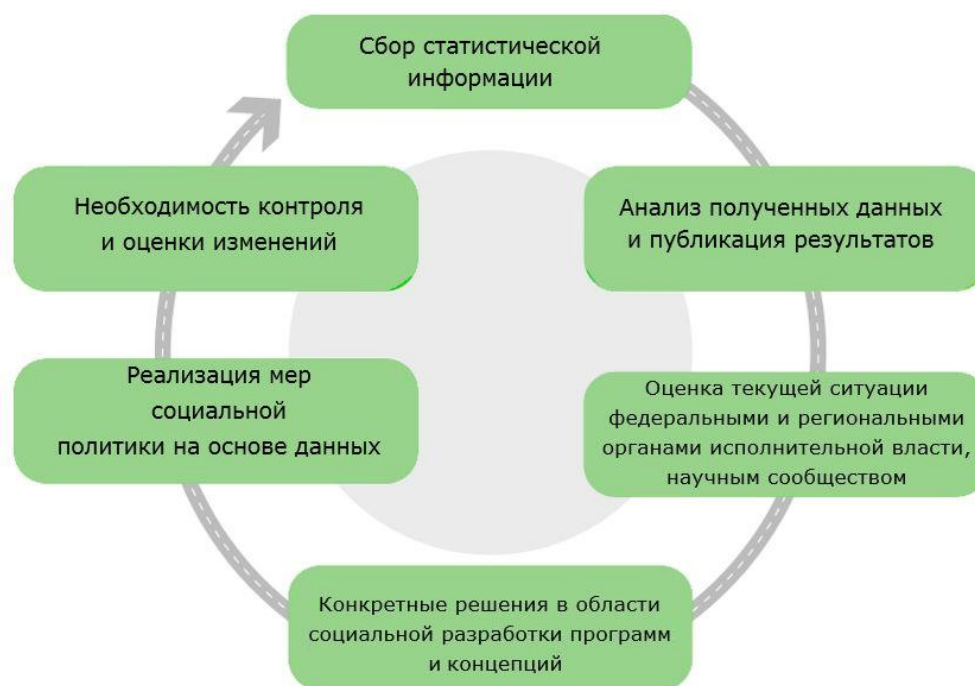 Сбор статистической
информации
Анализ полученных данных
и публикация результатов
Оценка текущей ситуации
федеральными и региональными
органами исполнительной власти,
научным сообществом
Конкретные решения в области
социальной разработки программ
и концепций
Реализация мер
социальной
политики на основе данных
Необходимость контроля
и оценки изменений